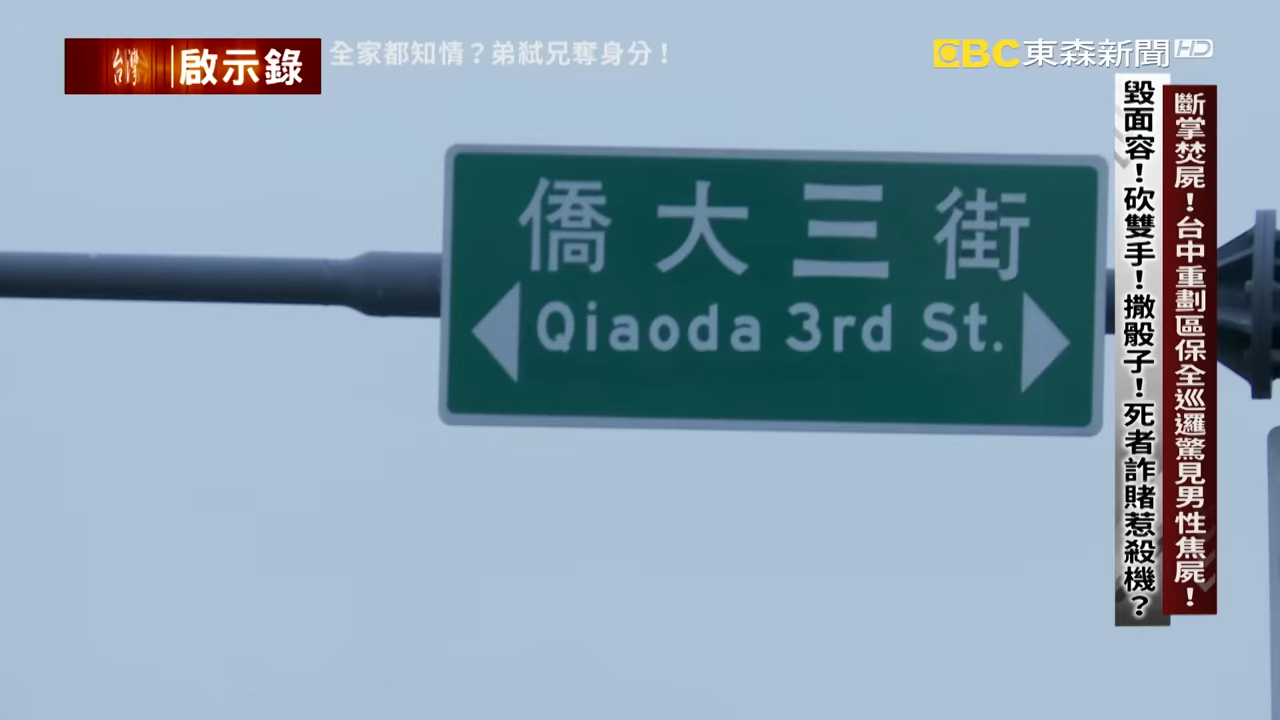 台灣啟示錄
全家都知情？弟弒兄奪身分！
EBC東森新聞HD
斷掌焚屍！台中重劃區保全巡邏驚見男性焦屍！
毀面容！砍雙手！撒骰子！死者詐賭惹殺機？
僑大三街
Qiaoda 3rd St.